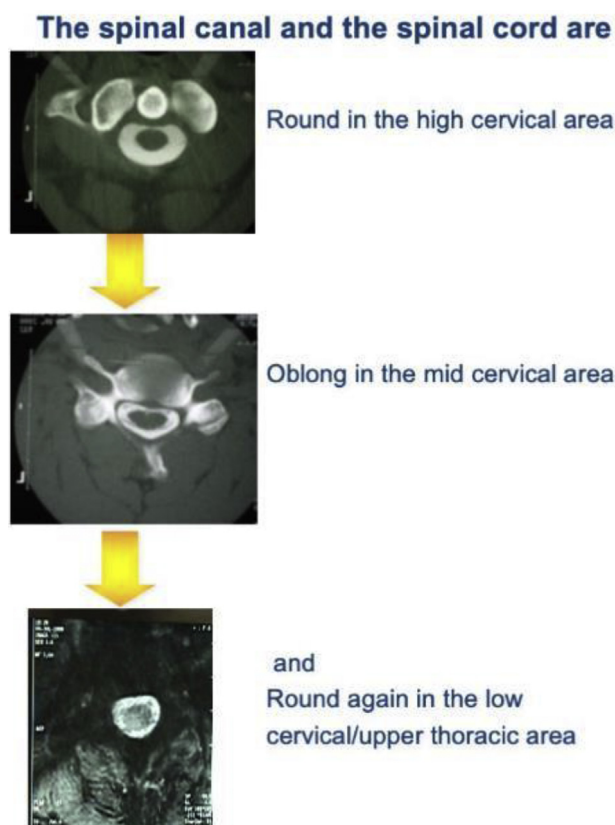 The spinal canal and the spinal cord are
Round in the high cervical area
Oblong in the mid cervical area
and
Round again in the low
cervical/upper thoracic area